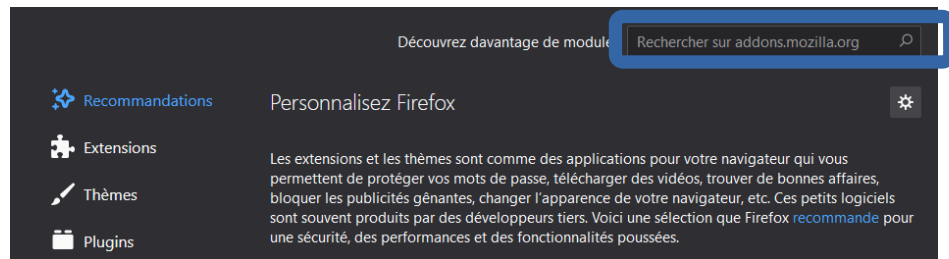 Découvrez davantage de module
Rechercher sur addons.mozilla.org
Recommandations
Personnalisez Firefox
Extensions
Les extensions et les thèmes sont comme des applications pour votre navigateur qui vous
permettent de protéger vos mots de passe, télécharger des vidéos, trouver de bonnes affaires,
Thèmes
bloquer les publicités gênantes, changer l'apparence de votre navigateur, etc. Ces petits logiciels
sont souvent produits par des développeurs tiers. Voici une sélection que Firefox recommande pour
Plugins
une sécurité, des performances et des fonctionnalités poussées.